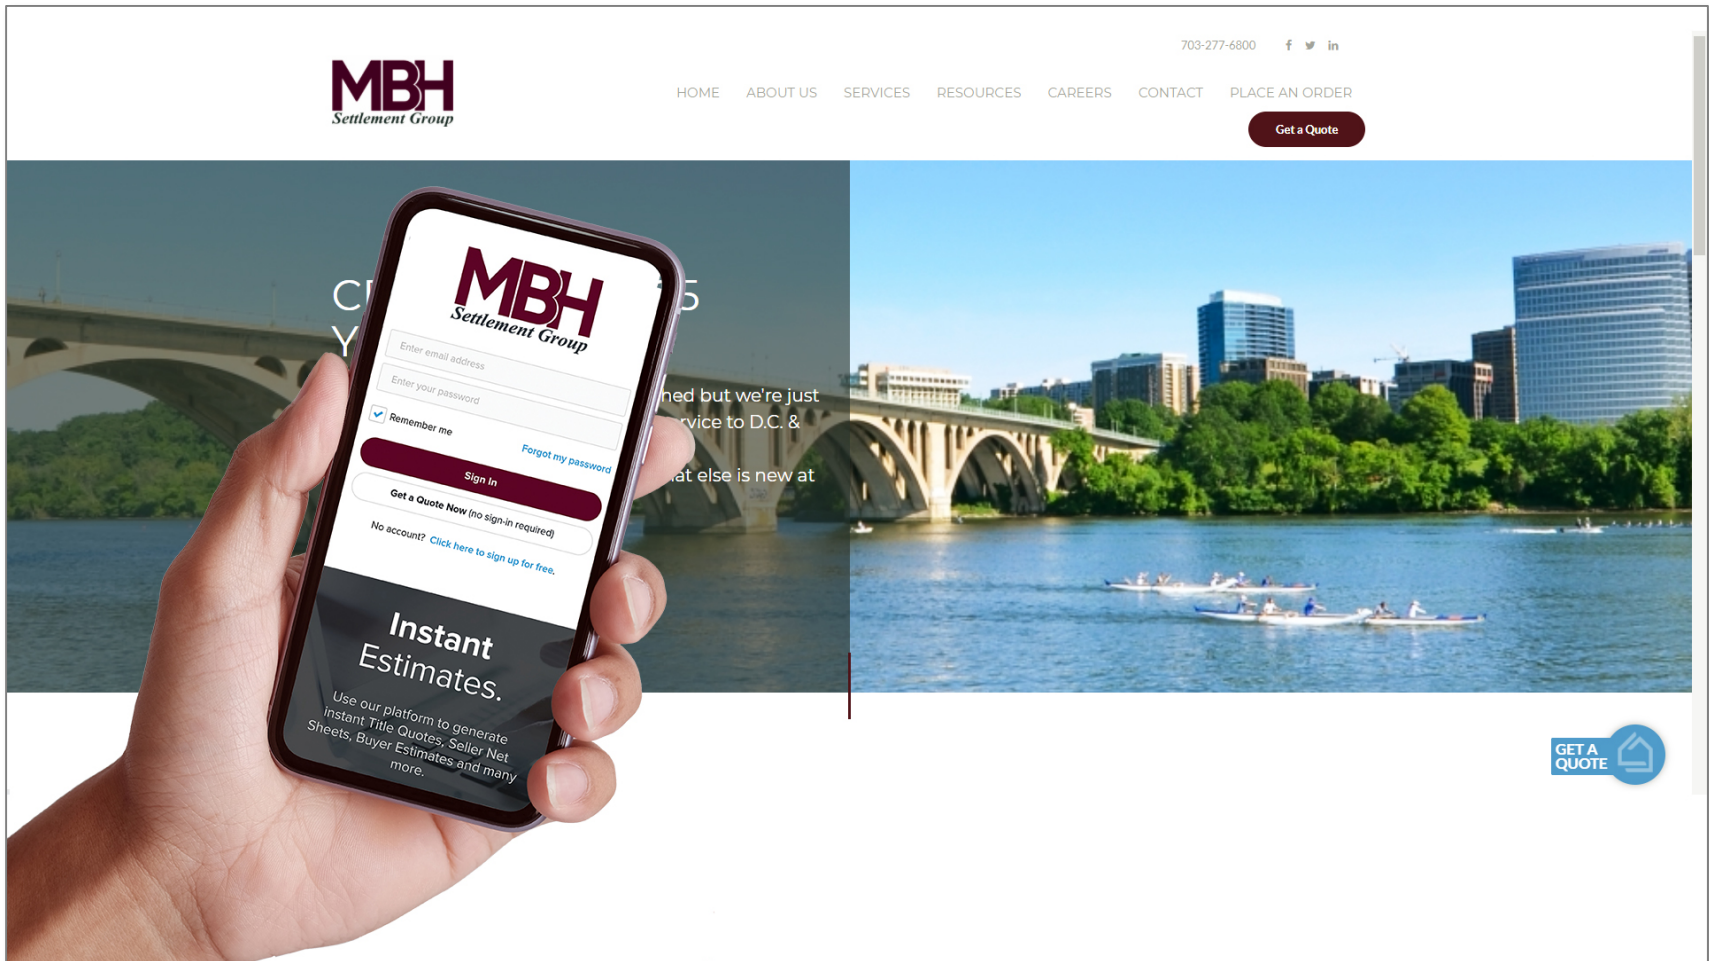 703-277-6800
MBH
Settlement Group
HOME ABOUT US SERVICES RESOURCES CAREERS CONTACT PLACE AN ORDER
Get a Quote
MBH
Settlement Group
Enter email address
Enter your password
Remember me
Forgot my password
Sign In
Get a Quote Now (no sign-in required)
No account? Click here to sign up for free.
Instant
Estimates.
Use our platform to generate
instant Title Quotes, Seller Net
Sheets, Buyer Estimates and many
more.
5
but we're just
to D.C. &
else is new at
GET A
QUOTE